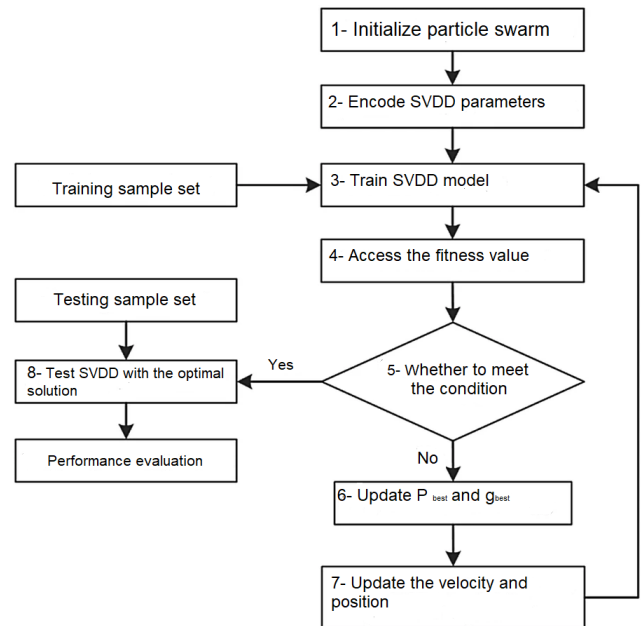 1- Initialize particle swarm
2- Encode SVDD parameters
Training sample set
3- Train SVDD model
4- Access the fitness value
Testing sample set
5- Whether to meet
the condition
Yes
8- Test SVDD with the optimal
solution
No
Performance evaluation
6- Update P best and gbest
7- Update the velocity and
position